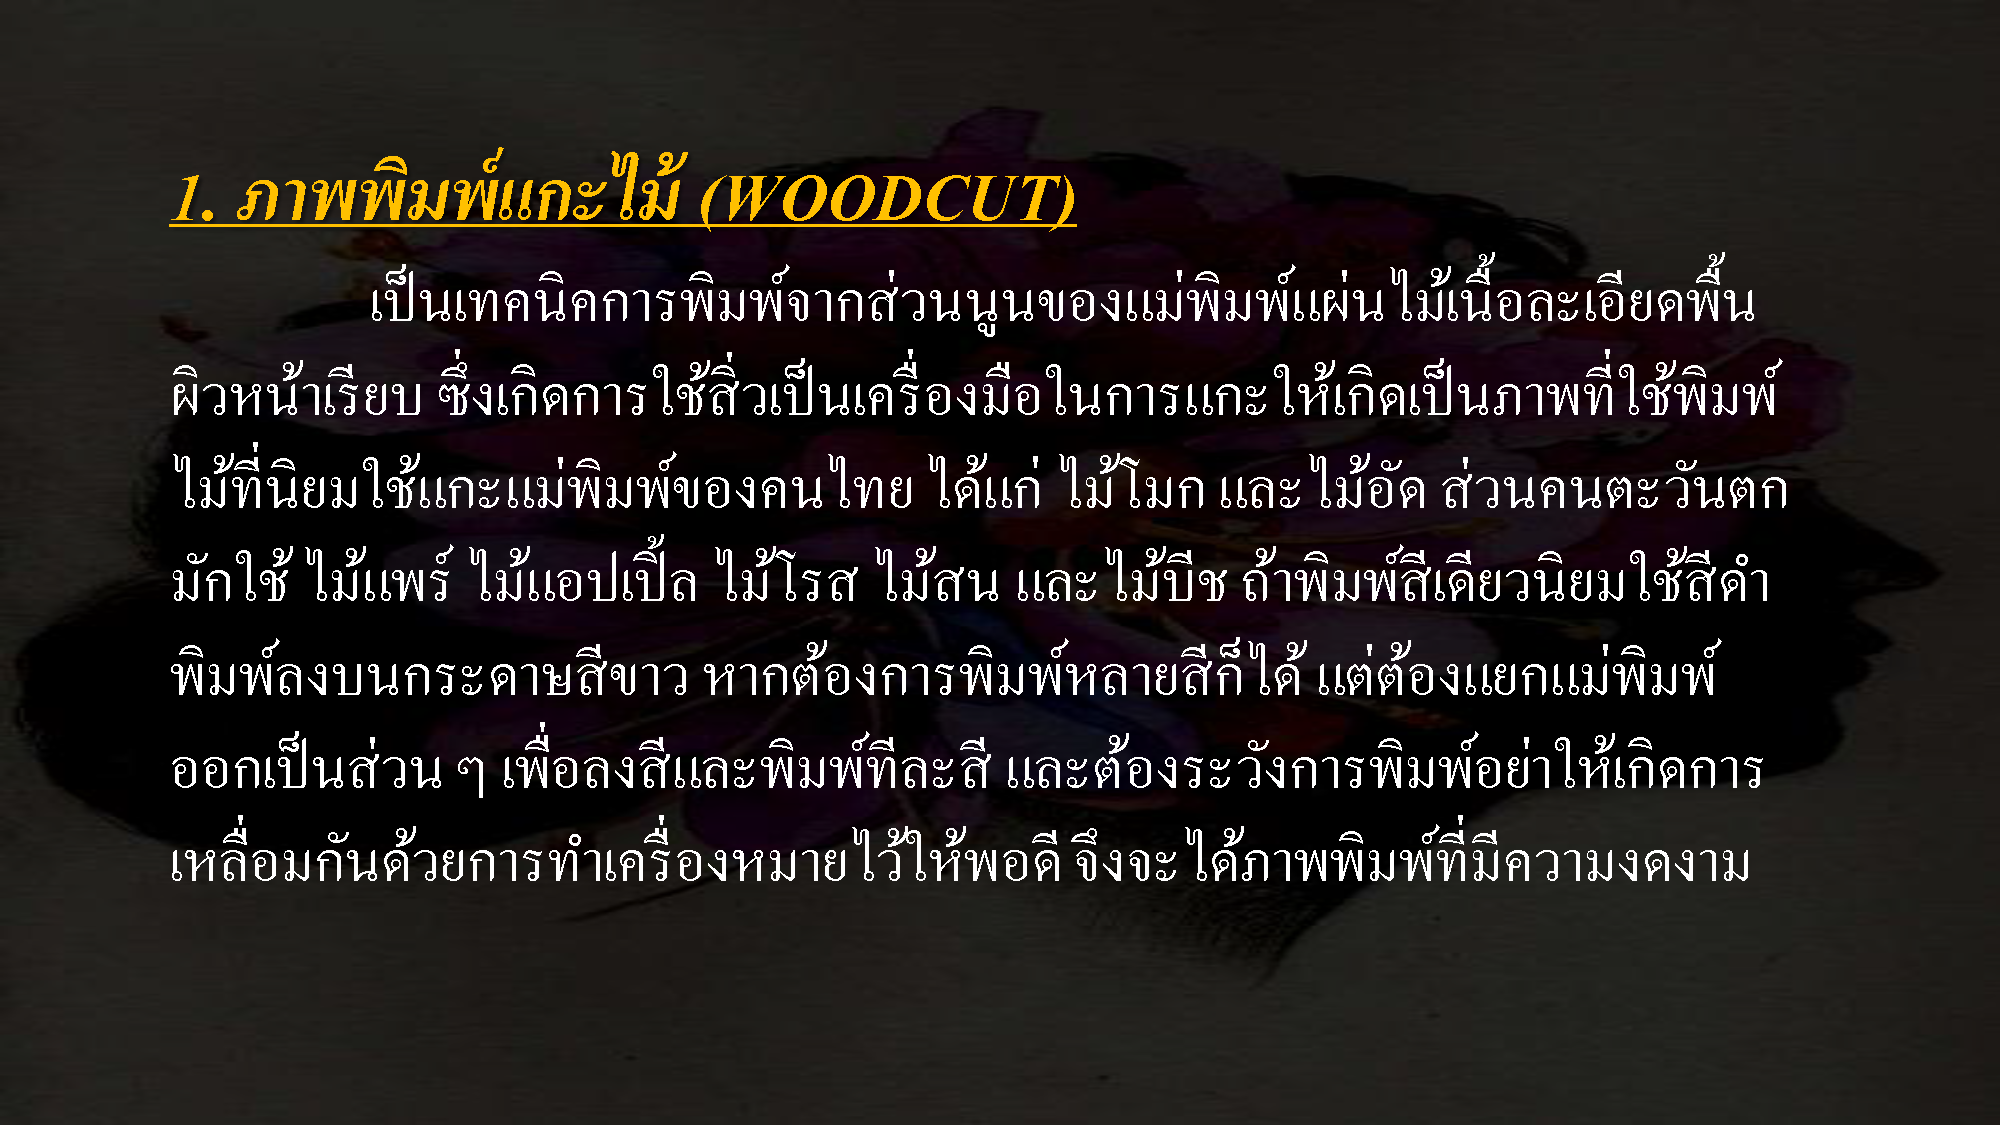 1. ภาพพิมพ์แกะไม้ (WOODCUT)
เป็นเทคนิคการพิมพ์จากส่วนนูนของแม่พิมพ์แผ่นไม้เนื้อละเอียดพื้น
ผิวหน้าเรียบ ซึ่งเกิดการใช้สิ่วเป็นเครื่องมือในการแกะให้เกิดเป็นภาพที่ใช้พิมพ์
ไม้ที่นิยมใช้แกะแม่พิมพ์ของคนไทย ได้แก่ ไม้โมก และไม้อัด ส่วนคนตะวันตก
มักใช้ ไม้แพร์ ไม้แอปเปิ้ล ไม้โรส ไม้สน และไม้บีช ถ้าพิมพ์สีเดียวนิยมใช้สีดำ
พิมพ์ลงบนกระดาษสีขาว หากต้องการพิมพ์หลายสีก็ได้ แต่ต้องแยกแม่พิมพ์
ออกเป็นส่วน ๆ เพื่อลงสีและพิมพ์ทีละสี และต้องระวังการพิมพ์อย่าให้เกิดการ
เหลื่อมกันด้วยการทำเครื่องหมายไว้ให้พอดี จึงจะได้ภาพพิมพ์ที่มีความงดงาม